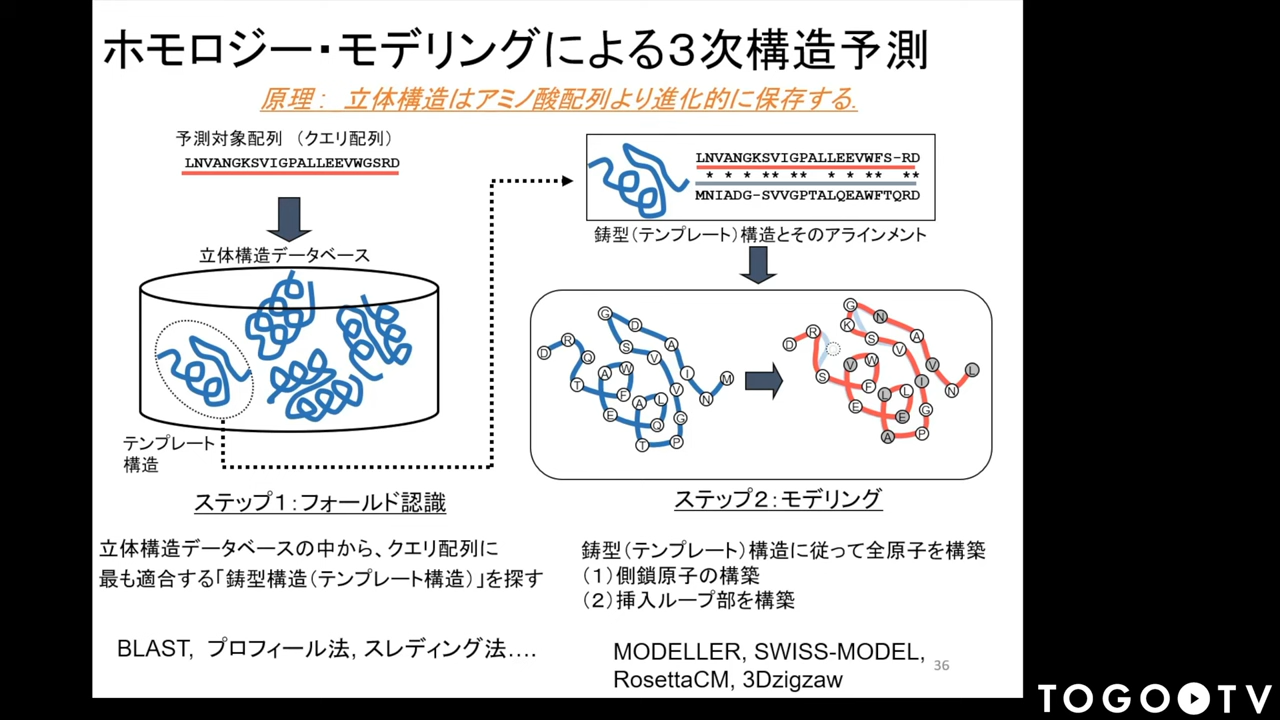 ホモロジー・モデリングによる３次構造予測
原理： 立体構造はアミノ酸配列より進化的に保存する.
予測対象配列 （クエリ配列）
LNVANGKSVIGPALLEEVWGSRD
立体構造データベース
テンプレート
構造
ステップ１：フォールド認識
立体構造データベースの中から、クエリ配列に
最も適合する「鋳型構造（テンプレート構造）」を探す
BLAST, プロフィール法, スレディング法….
LNVANGKSVIGPALLEEVWFS-RD
* * * * ** ** * * * * **
MNIADG-SVVGPTALQEAWFTQRD
鋳型（テンプレート）構造とそのアラインメント
D R Q T A W F E A L Q T P G V I N M A V S D G
D R S V W F E L L E A P G I N L V A V S K G N
ステップ２：モデリング
鋳型（テンプレート）構造に従って全原子を構築
（１）側鎖原子の構築
（２）挿入ループ部を構築
MODELLER, SWISS-MODEL,
RosettaCM, 3Dzigzaw
36
TOGO TV